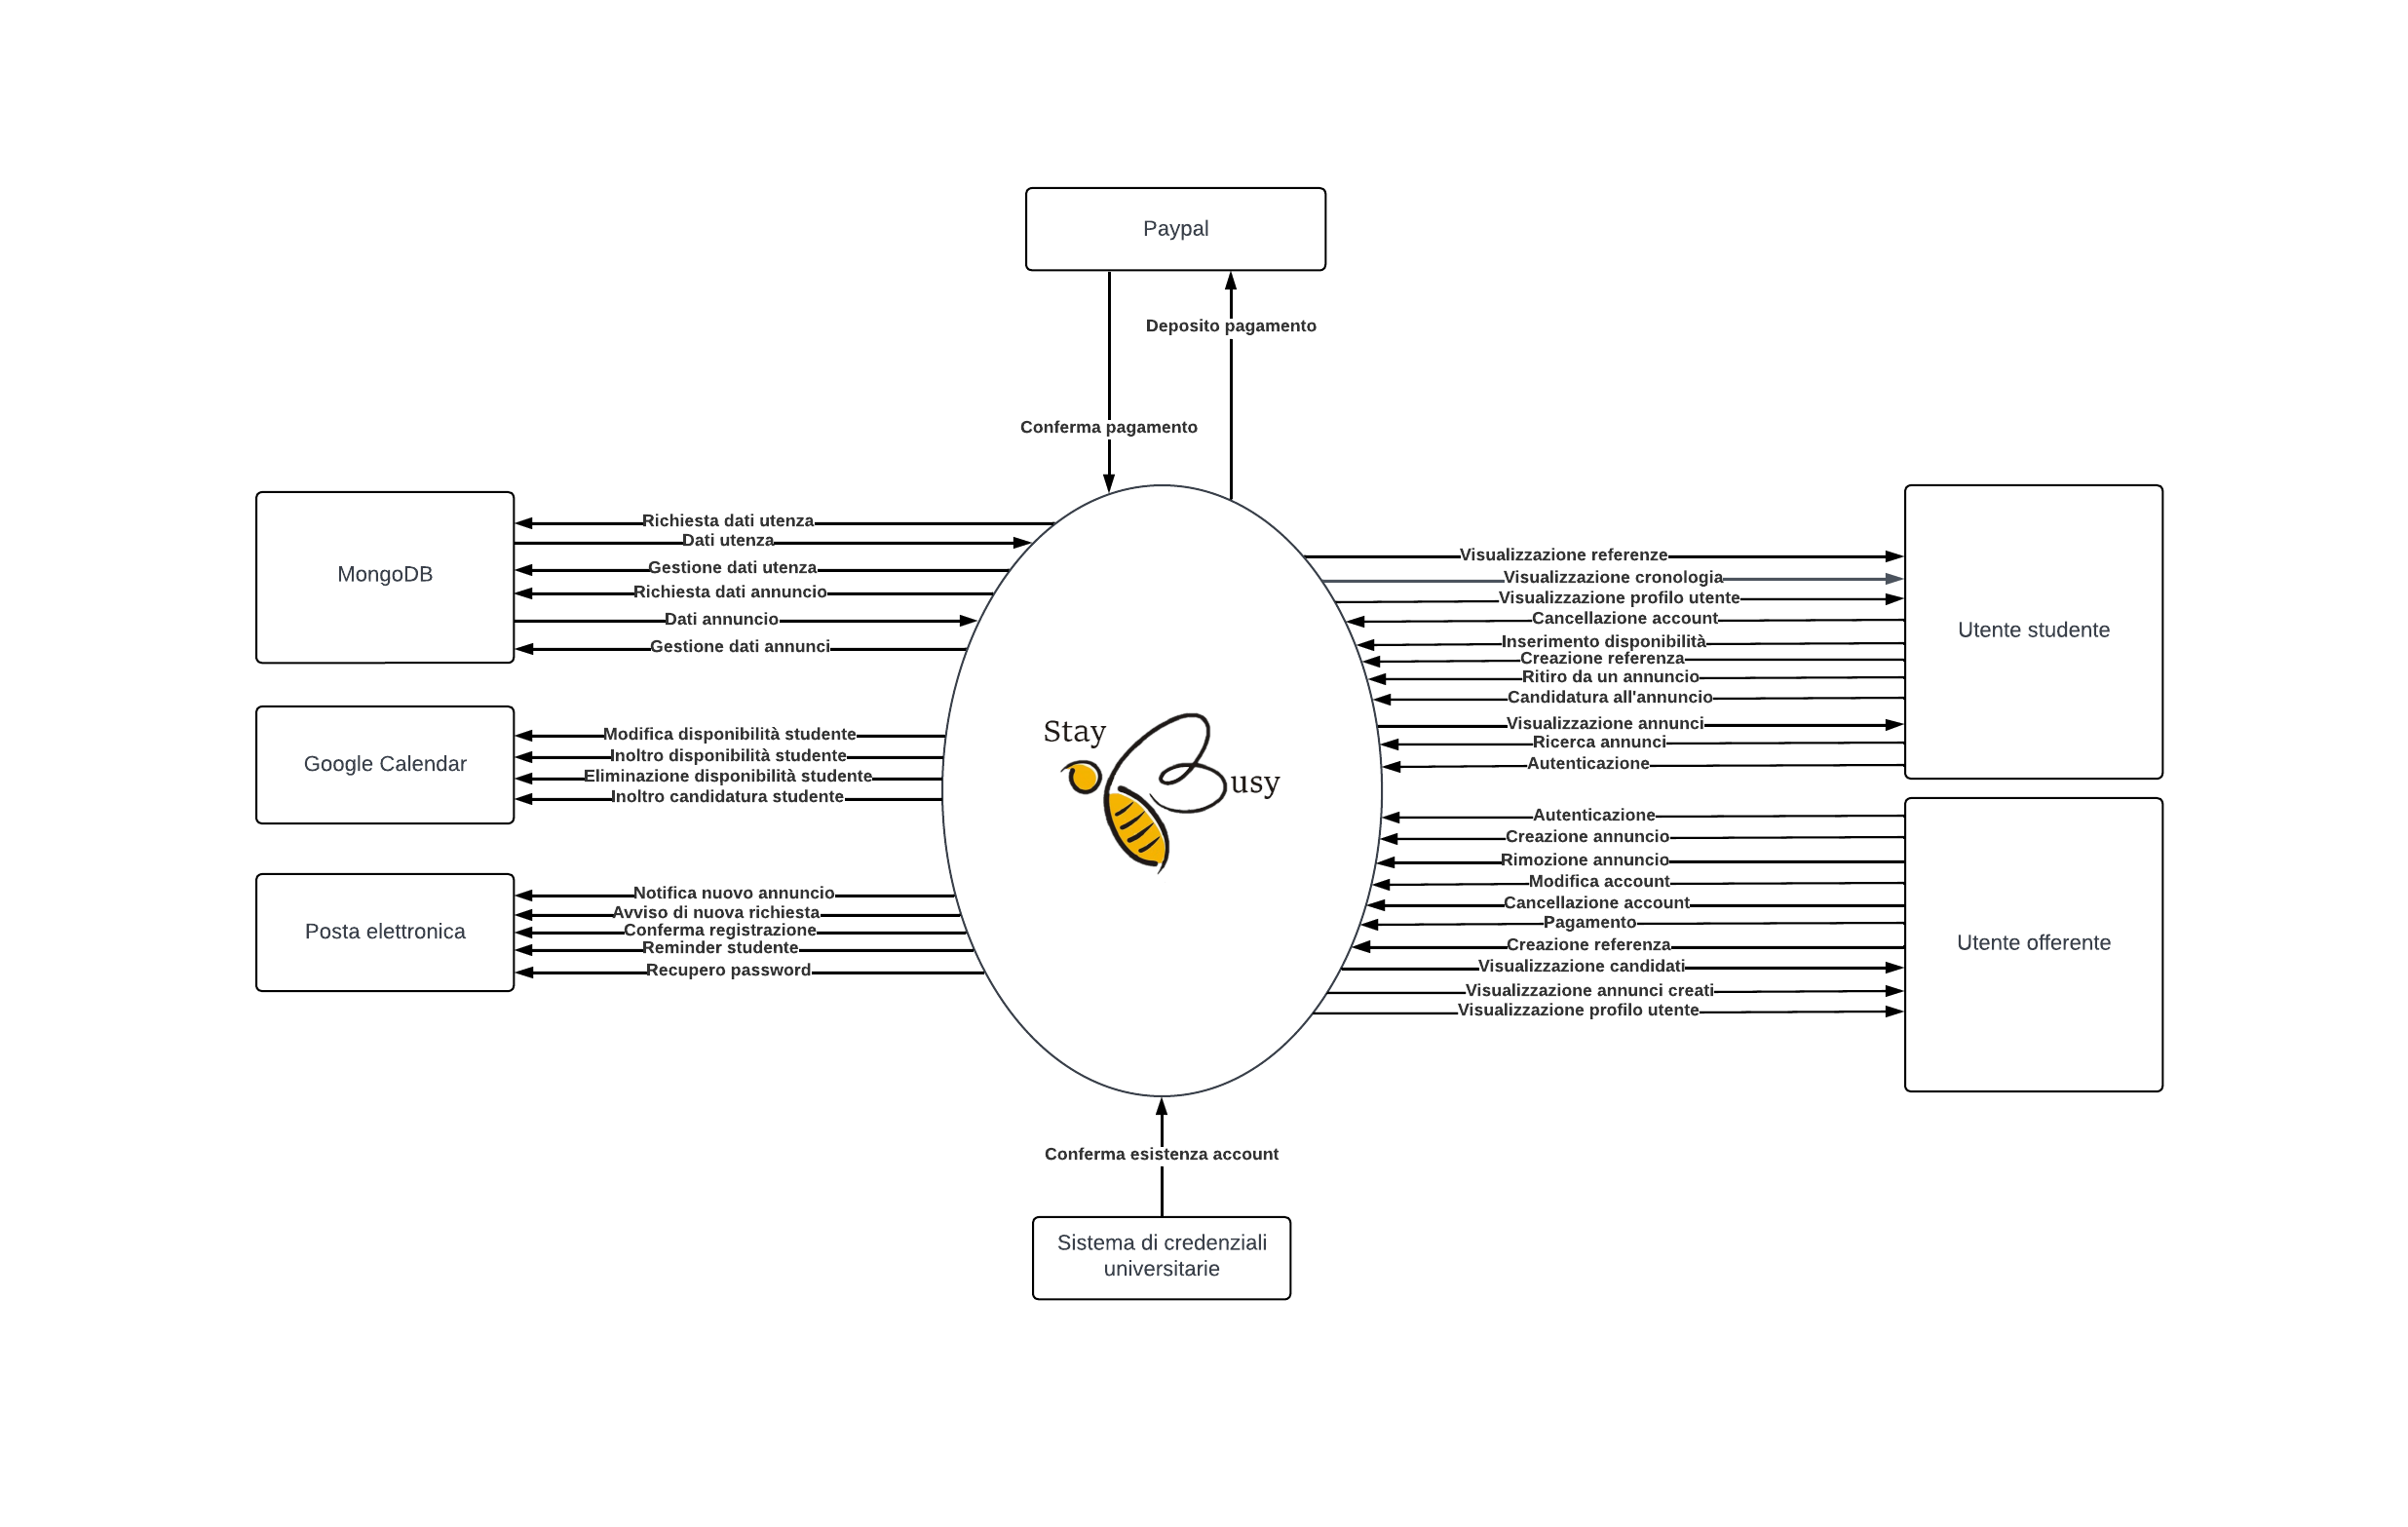 Paypal
Deposito pagamento
Conferma pagamento
MongoDB
Richiesta dati utenza
Dati utenza
Gestione dati utenza
Richiesta dati annuncio
Dati annuncio
Gestione dati annunci
Google Calendar
Modifica disponibilità studente
Inoltro disponibilità studente
Eliminazione disponibilità studente
Inoltro candidatura studente
Posta elettronica
Notifica nuovo annuncio
Avviso di nuova richiesta
Conferma registrazione
Reminder studente
Recupero password
Stay
Busy
Visualizzazione referenze
Visualizzazione cronologia
Visualizzazione profilo utente
Cancellazione account
Inserimento disponibilità
Creazione referenza
Ritiro da un annuncio
Candidatura all'annuncio
Visualizzazione annunci
Ricerca annunci
Autenticazione
Utente studente
Autenticazione
Creazione annuncio
Rimozione annuncio
Modifica account
Cancellazione account
Pagamento
Creazione referenza
Visualizzazione candidati
Visualizzazione annunci creati
Visualizzazione profilo utente
Utente offerente
Conferma esistenza account
Sistema di credenziali
universitarie